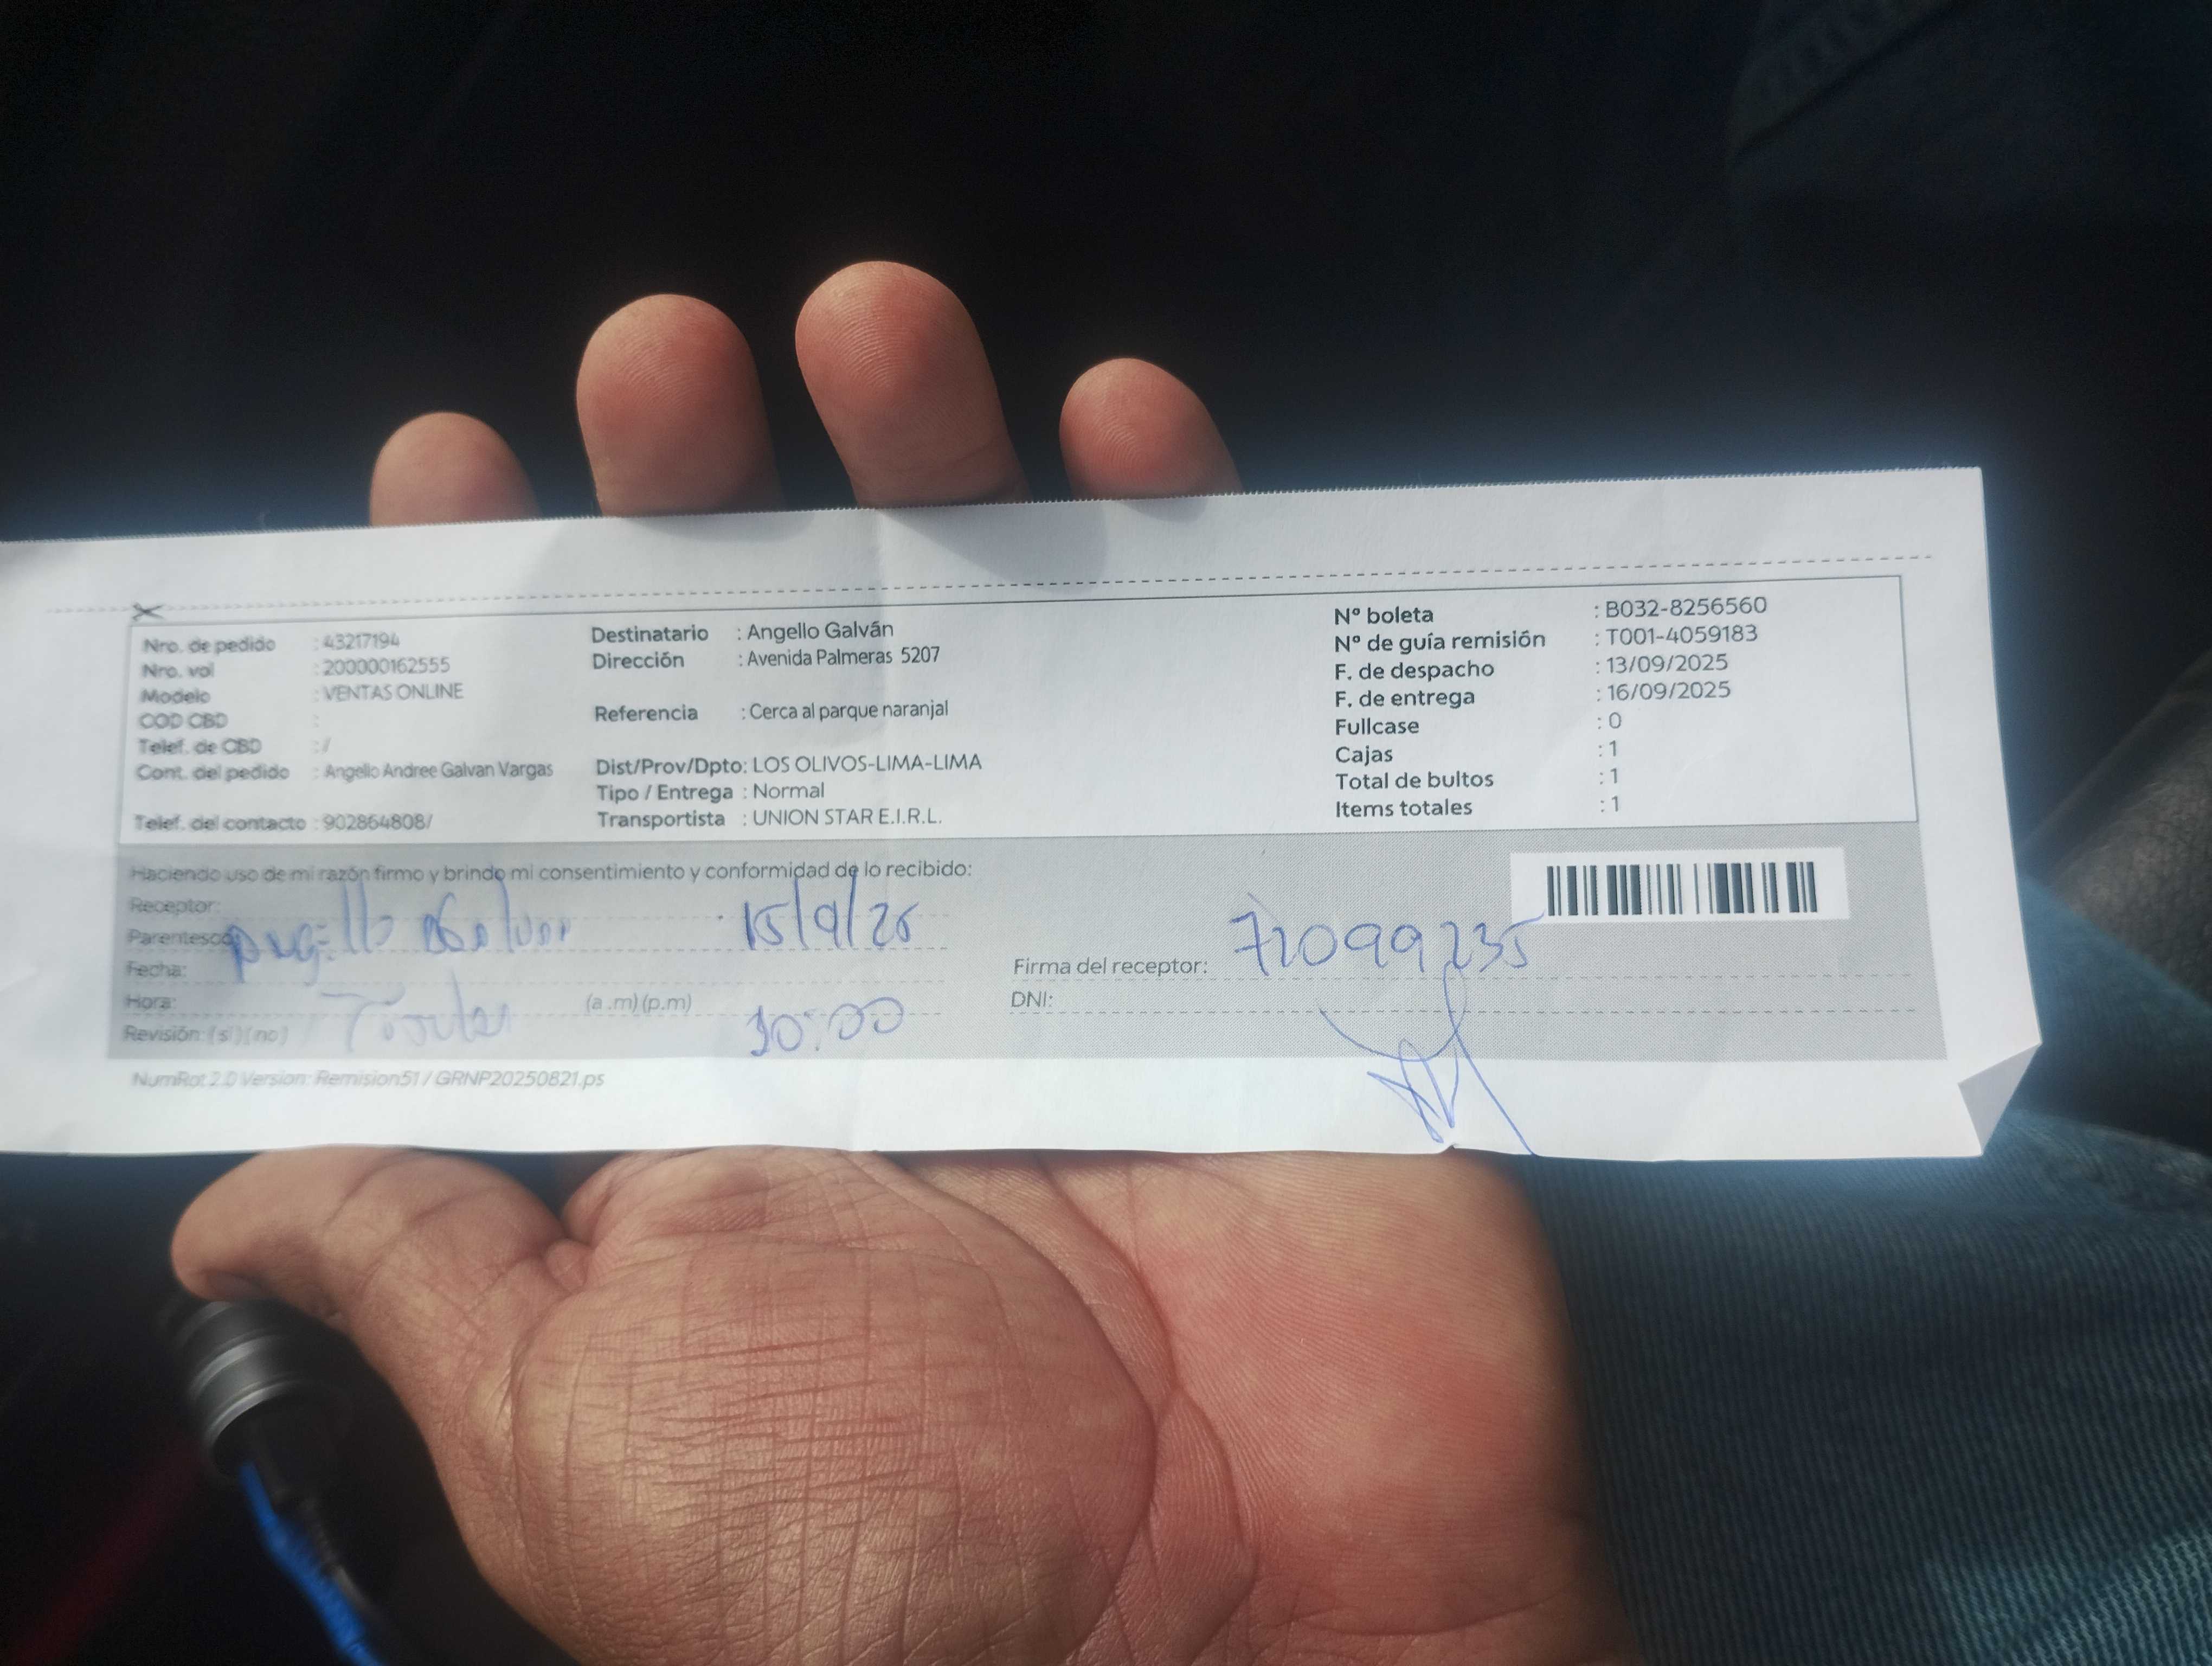 Nro. de pedido : 43217194
Nro. vol : 200000162555
Modelo : VENTAS ONLINE
COD CBD :
Telef. de CBD : /
Cont. del pedido : Angello Andree Galvan Vargas
Telef. del contacto : 902864808/
Destinatario : Angello Galván
Dirección : Avenida Palmeras 5207
Referencia : Cerca al parque naranjal
Dist/Prov/Dpto: LOS OLIVOS-LIMA-LIMA
Tipo / Entrega : Normal
Transportista : UNION STAR E.I.R.L.
Nº boleta : B032-8256560
Nº de guía remisión : T001-4059183
F. de despacho : 13/09/2025
F. de entrega : 16/09/2025
Fullcase : 0
Cajas : 1
Total de bultos : 1
Items totales : 1
Haciendo uso de mi razón firmo y brindo mi consentimiento y conformidad de lo recibido:
Receptor:
Parentesco:
Fecha:
Hora: (a .m) (p.m)
Revisión: (si) (no)
15/9/25
10:00
72099235
Firma del receptor:
DNI:
NumRot 2.0 Version: Remision51 / GRNP20250821.ps